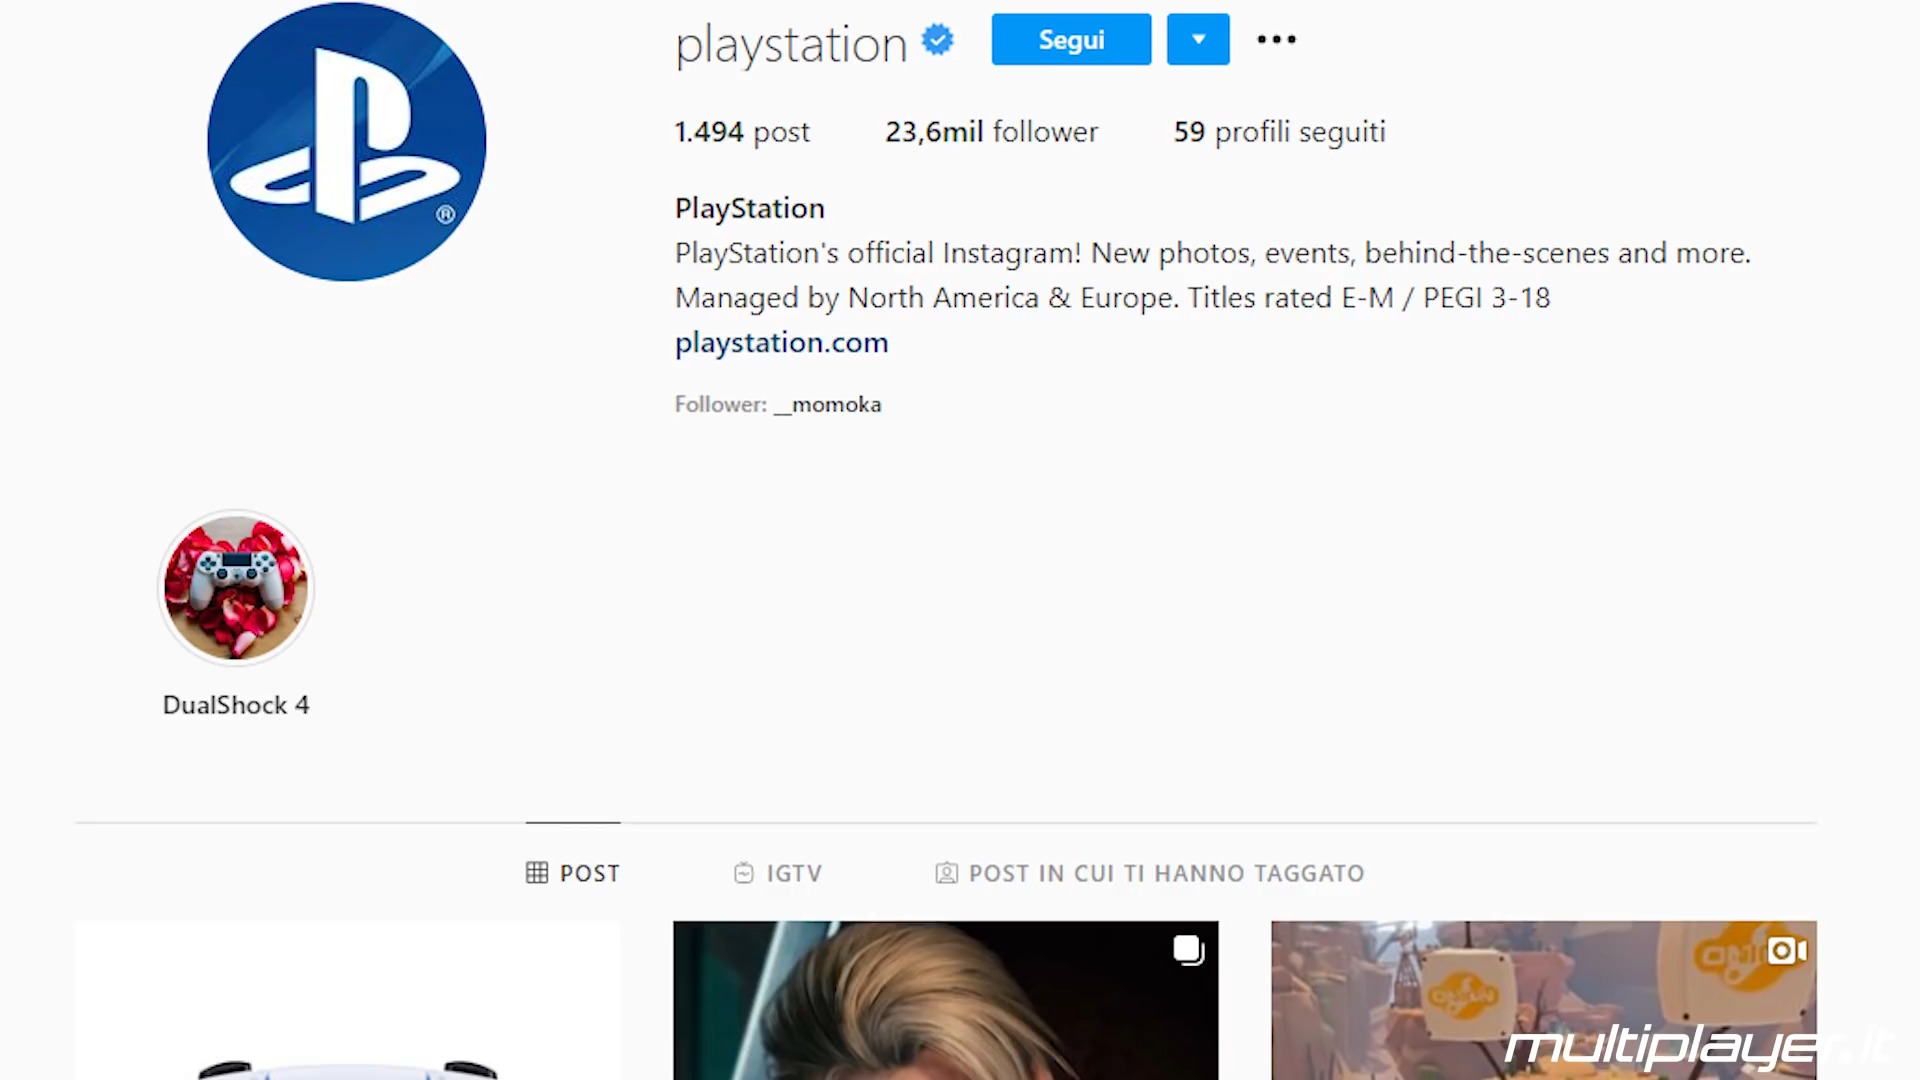 playstation
Segui
1.494 post
23,6mil follower
59 profili seguiti
PlayStation
PlayStation's official Instagram! New photos, events, behind-the-scenes and more.
Managed by North America & Europe. Titles rated E-M / PEGI 3-18
playstation.com
Follower: __momoka
DualShock 4
POST
IGTV
POST IN CUI TI HANNO TAGGATO
multiplayer.it